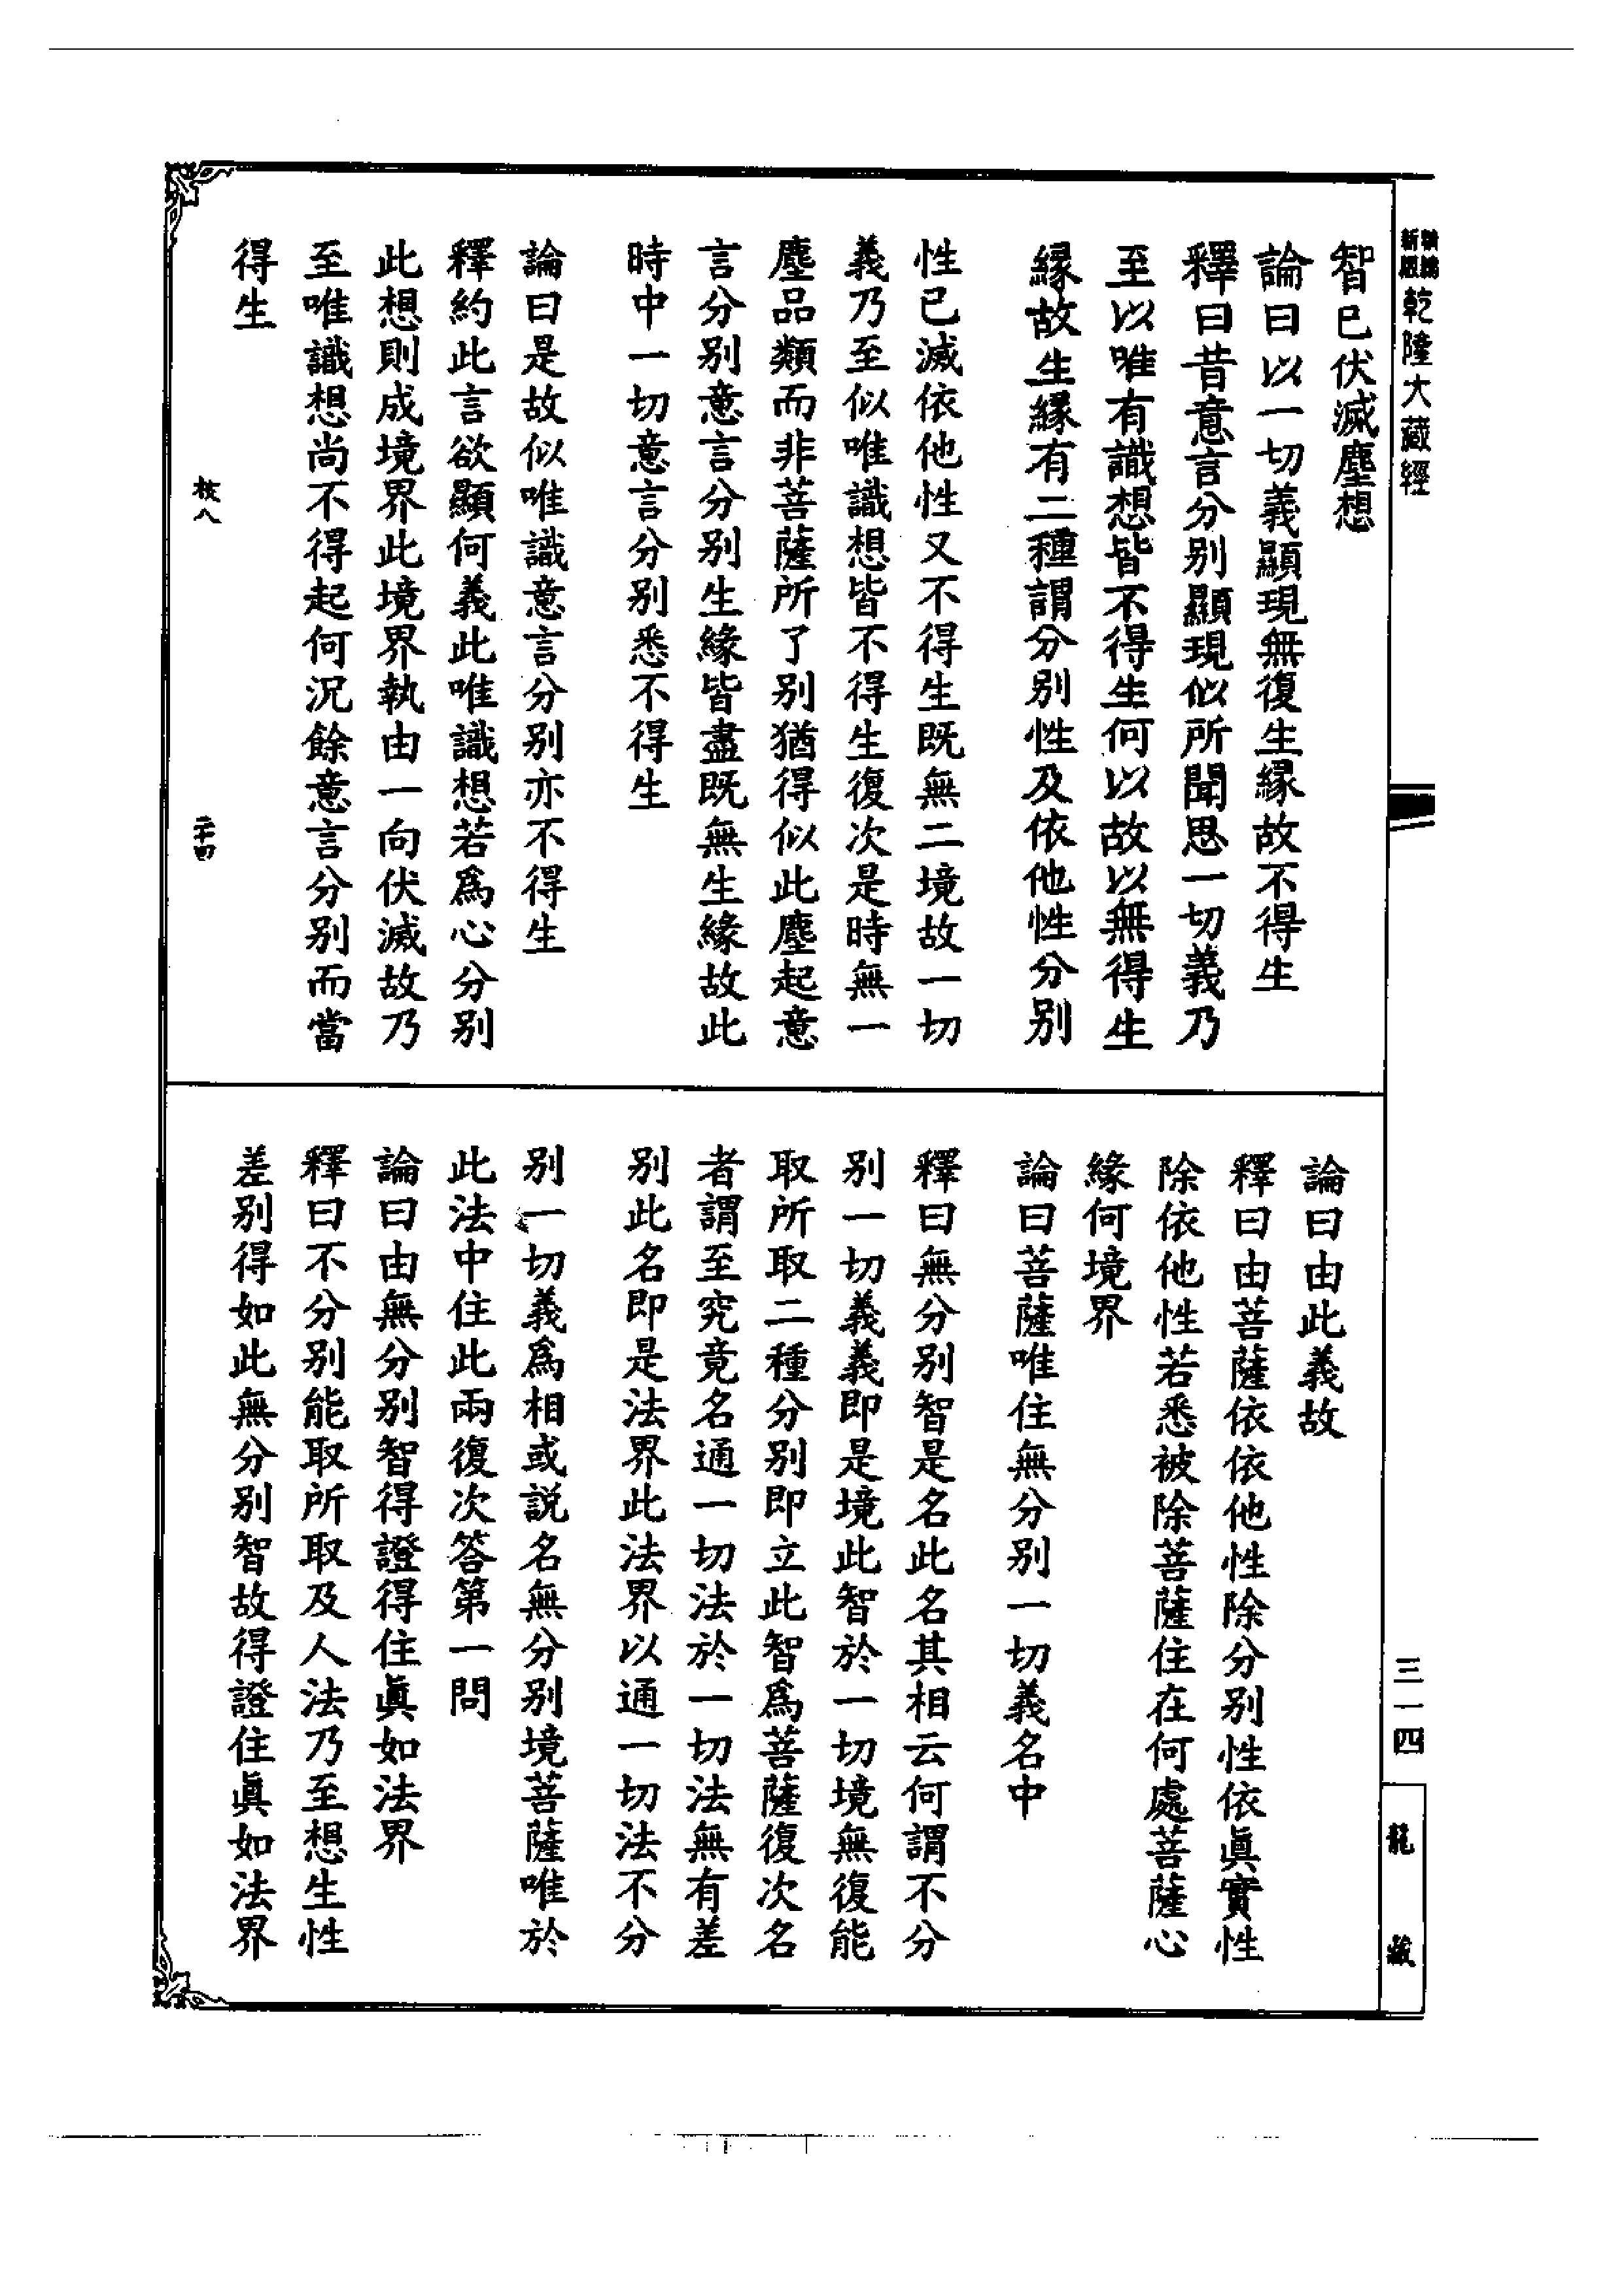 乾隆大藏經
智已伏滅塵想
論曰以一切義顯現無復生緣故不得生
釋曰昔意言分別顯現似所聞思一切義乃
至以唯有識想皆不得生何以故以無得生
緣故生緣有二種謂分別性及依他性分別
性已滅依他性又不得生既無二境故一切
義乃至似唯識想皆不得生復次是時無一
塵品類而非菩薩所了別猶得似此塵起意
言分別意言分別生緣皆盡既無生緣故此
時中一切意言分別悉不得生
論曰是故似唯識意言分別亦不得生
釋約此言欲顯何義此唯識想若爲心分別
此想則成境界此境界執由一向伏滅故乃
至唯識想尚不得起何況餘意言分別而當
得生
論曰由此義故
釋曰由菩薩依依他性除分別性依眞實性
除依他性若悉被除菩薩住在何處菩薩心
緣何境界
論曰菩薩唯住無分別一切義名中
釋曰無分別智是名此名其相云何謂不分
別一切義義即是境此智於一切境無復能
取所取二種分別即立此智爲菩薩復次名
者謂至究竟名通一切法於一切法無有差
別此名即是法界此法界以通一切法不分
別一切義爲相或説名無分別境菩薩唯於
此法中住此兩復次答第一問
論曰由無分別智得證得住眞如法界
釋曰不分別能取所取及人法乃至想生性
差別得如此無分別智故得證住眞如法界
三一四
龍藏
二十四